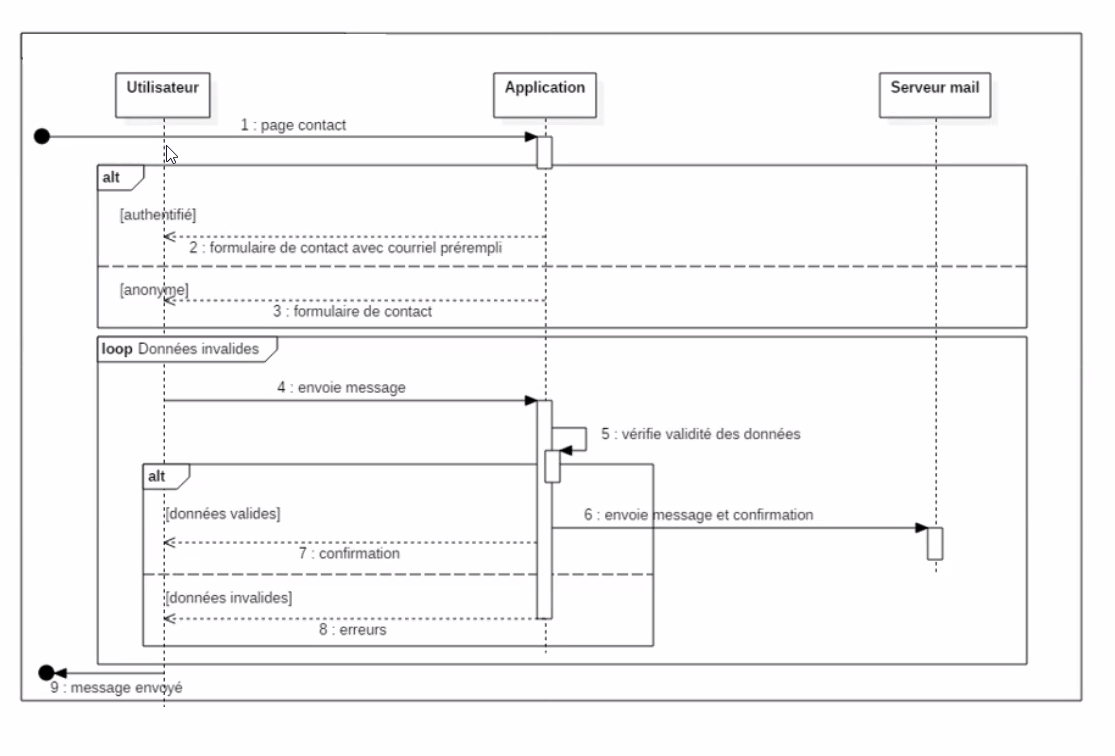 Utilisateur
Application
Serveur mail
1 : page contact
alt
[authentifié]
2 : formulaire de contact avec courriel prérempli
[anonyme]
3 : formulaire de contact
loop Données invalides
4 : envoie message
5 : vérifie validité des données
alt
[données valides]
6 : envoie message et confirmation
7 : confirmation
[données invalides]
8 : erreurs
9 : message envoyé